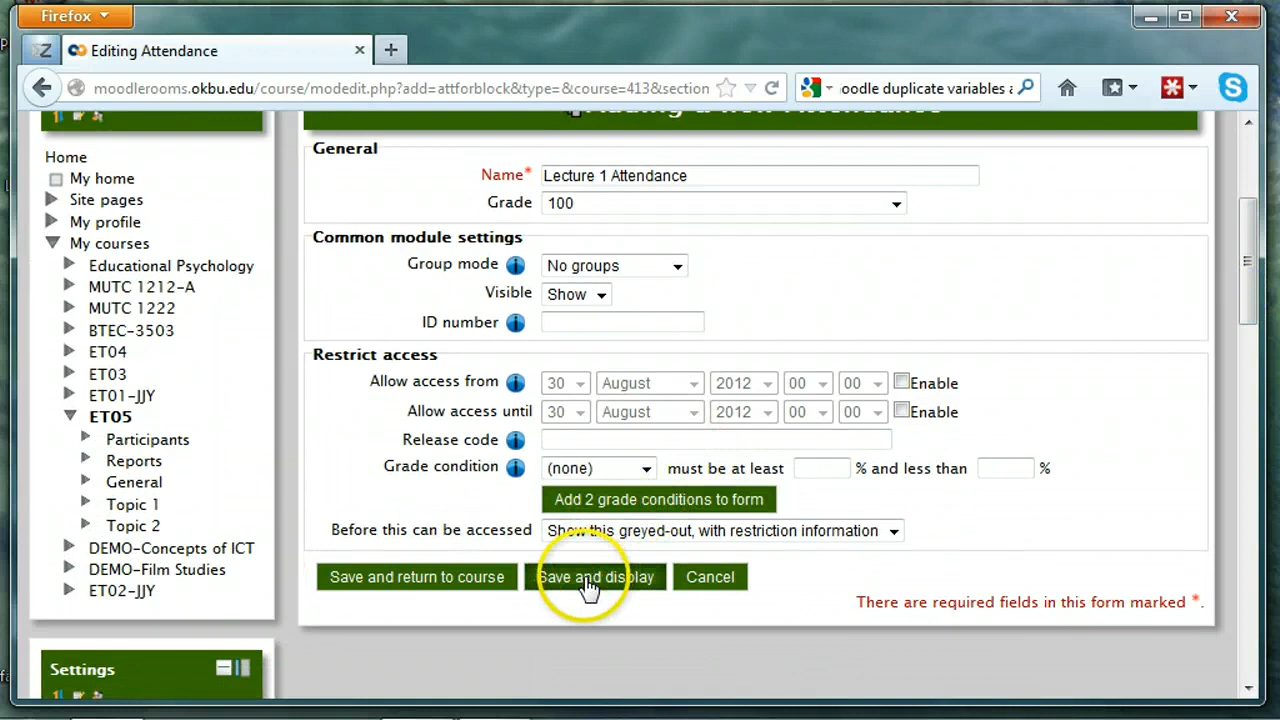 Firefox
Editing Attendance
moodlerooms.okbu.edu/course/modedit.php?add=attforblock&type=&course=413&section
oodle duplicate variables a
General
Name*
Lecture 1 Attendance
Grade
100
Common module settings
Group mode
No groups
Visible
Show
ID number
Restrict access
Allow access from
30 August 2012 00 00 Enable
Allow access until
30 August 2012 00 00 Enable
Release code
Grade condition
(none) must be at least % and less than %
Add 2 grade conditions to form
Before this can be accessed
Show this greyed-out, with restriction information
Save and return to course
Save and display
Cancel
There are required fields in this form marked *.
Home
My home
Site pages
My profile
My courses
Educational Psychology
MUTC 1212-A
MUTC 1222
BTEC-3503
ET04
ET03
ET01-JJY
ET05
Participants
Reports
General
Topic 1
Topic 2
DEMO-Concepts of ICT
DEMO-Film Studies
ET02-JJY
Settings